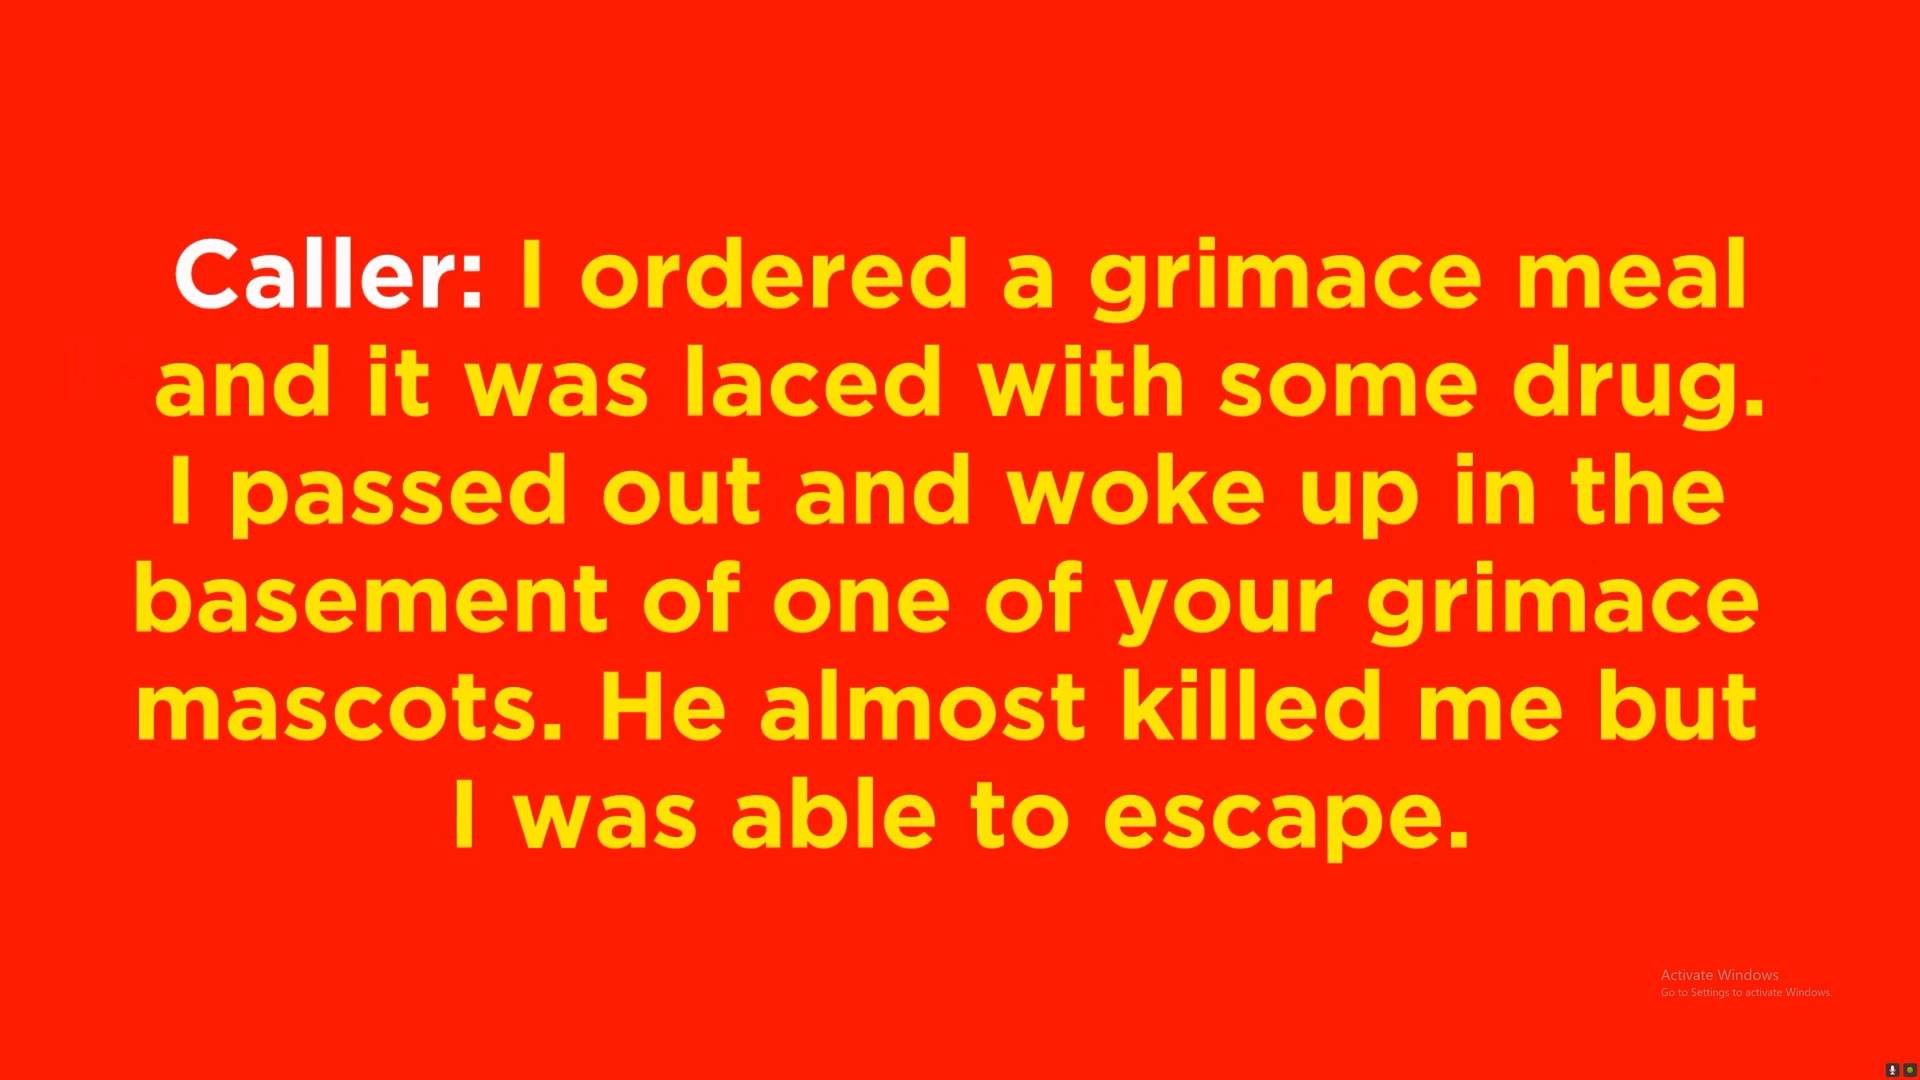 Caller: I ordered a grimace meal
and it was laced with some drug.
I passed out and woke up in the
basement of one of your grimace
mascots. He almost killed me but
I was able to escape.
Activate Windows
Go to Settings to activate Windows.